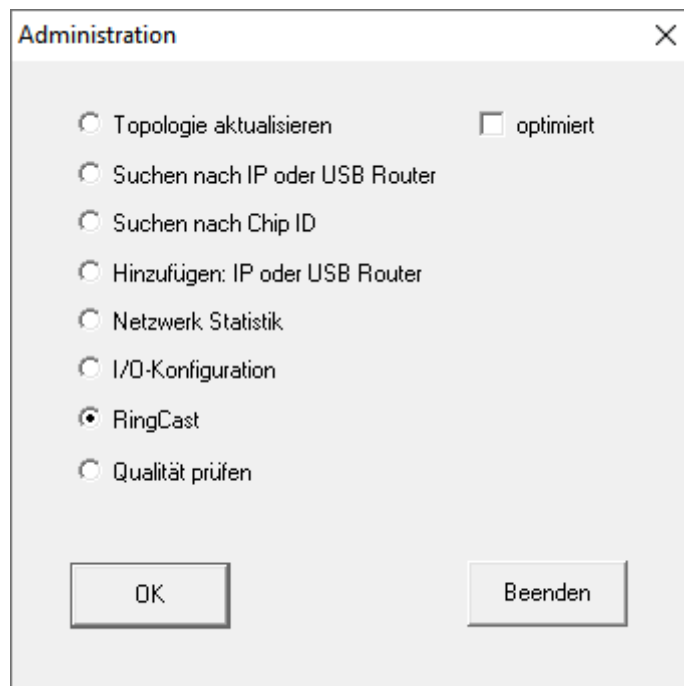 Administration
Topologie aktualisieren optimiert
Suchen nach IP oder USB Router
Suchen nach Chip ID
Hinzufügen: IP oder USB Router
Netzwerk Statistik
I/O-Konfiguration
RingCast
Qualität prüfen
OK Beenden